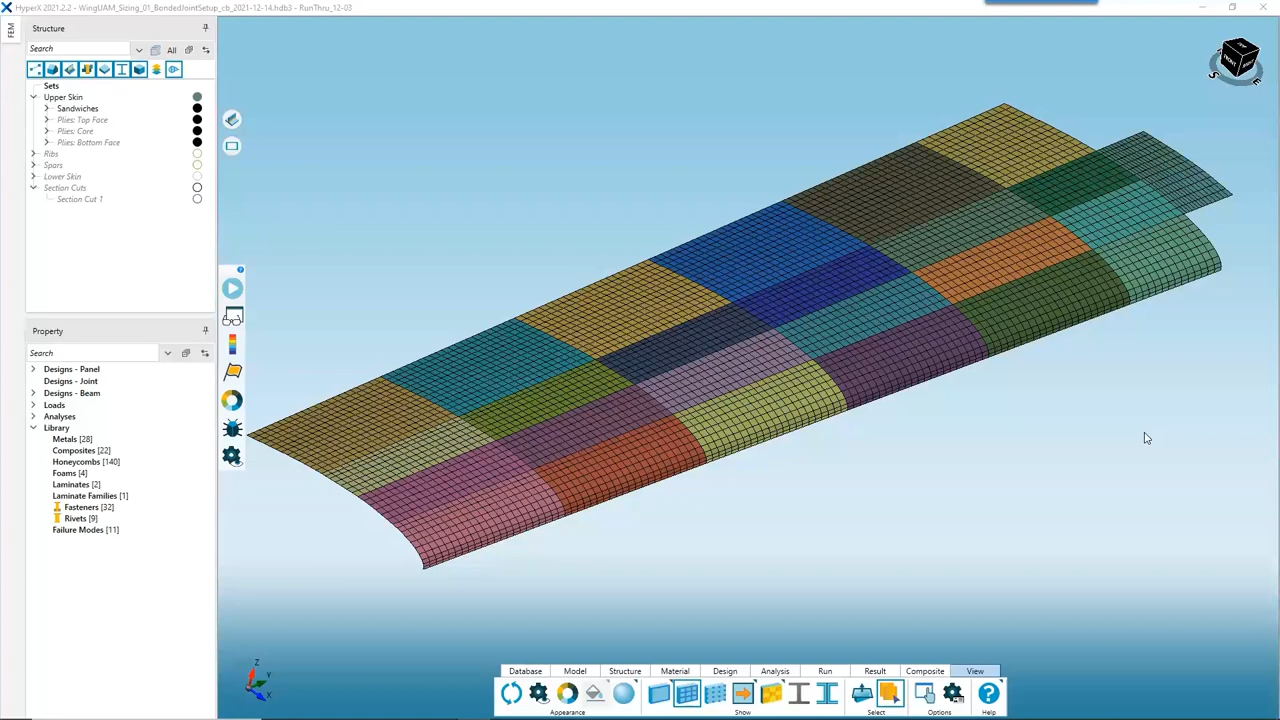 HyperX 2021.2.2 - WingUAM_Sizing_01_BondedJointSetup_cb_2021-12-14.hdb3 - RunThru_12-03
FEM
Structure
Search
All
Sets
Upper Skin
Sandwiches
Plies: Top Face
Plies: Core
Plies: Bottom Face
Ribs
Spars
Lower Skin
Section Cuts
Section Cut 1
Property
Search
Designs - Panel
Designs - Joint
Designs - Beam
Loads
Analyses
Library
Metals [28]
Composites [22]
Honeycombs [140]
Foams [4]
Laminates [2]
Laminate Families [1]
Fasteners [32]
Rivets [9]
Failure Modes [11]
Z
Y
X
S
E
Database Model Structure Material Design Analysis Run Result Composite View
Appearance Show Select Options Help